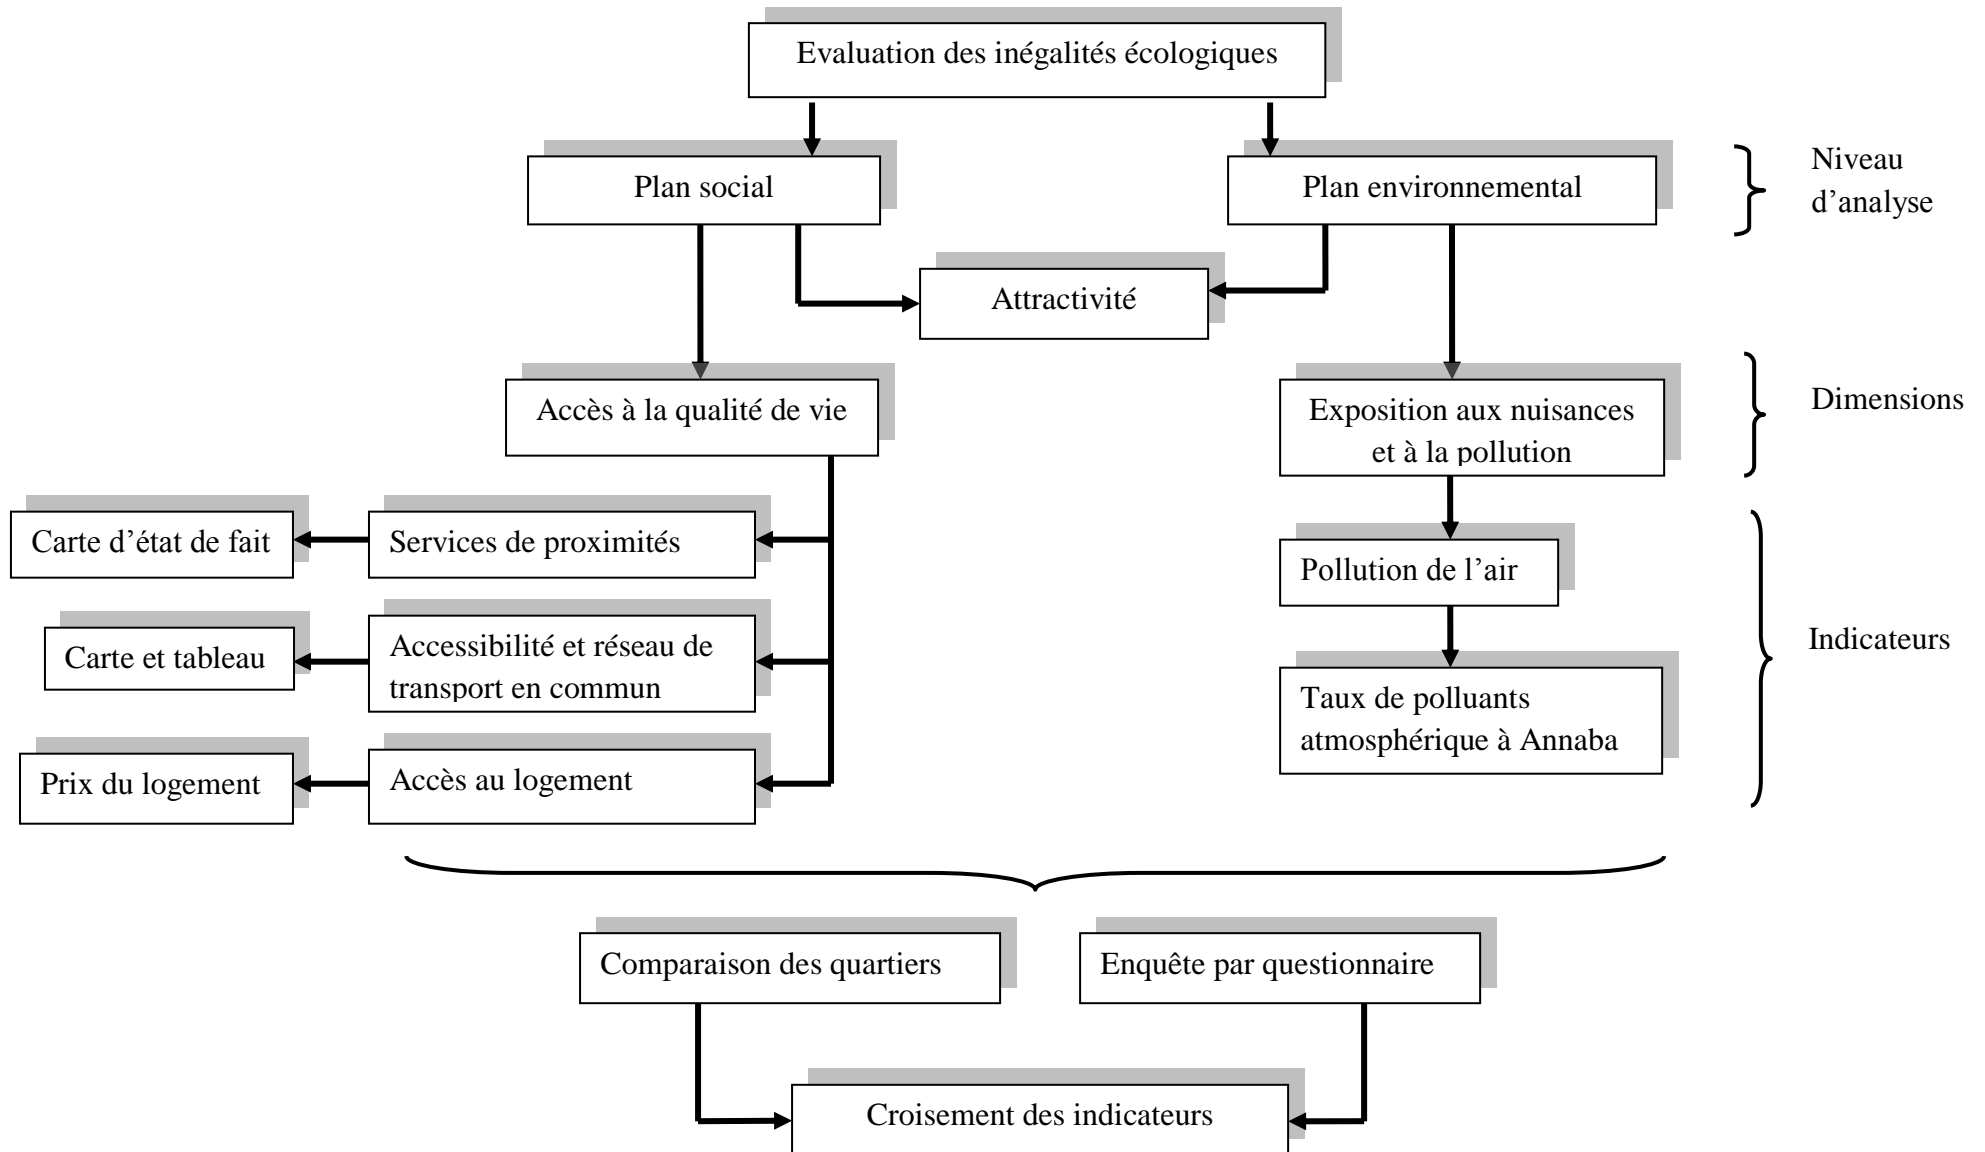 Evaluation des inégalités écologiques
Plan social
Plan environnemental
Niveau
d’analyse
Attractivité
Accès à la qualité de vie
Exposition aux nuisances
et à la pollution
Dimensions
Carte d’état de fait
Services de proximités
Pollution de l’air
Carte et tableau
Accessibilité et réseau de
transport en commun
Indicateurs
Taux de polluants
atmosphérique à Annaba
Prix du logement
Accès au logement
Comparaison des quartiers
Enquête par questionnaire
Croisement des indicateurs